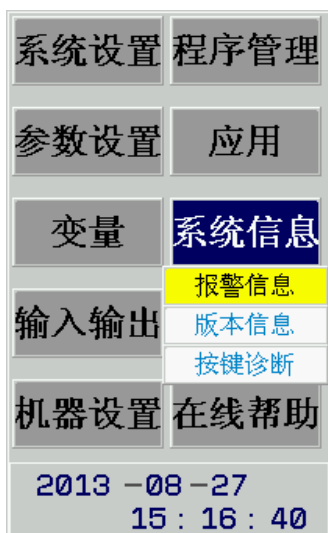 系统设置 程序管理
参数设置 应用
变量 系统信息
报警信息
输入输出 版本信息
按键诊断
机器设置 在线帮助
2013-08-27
15:16:40